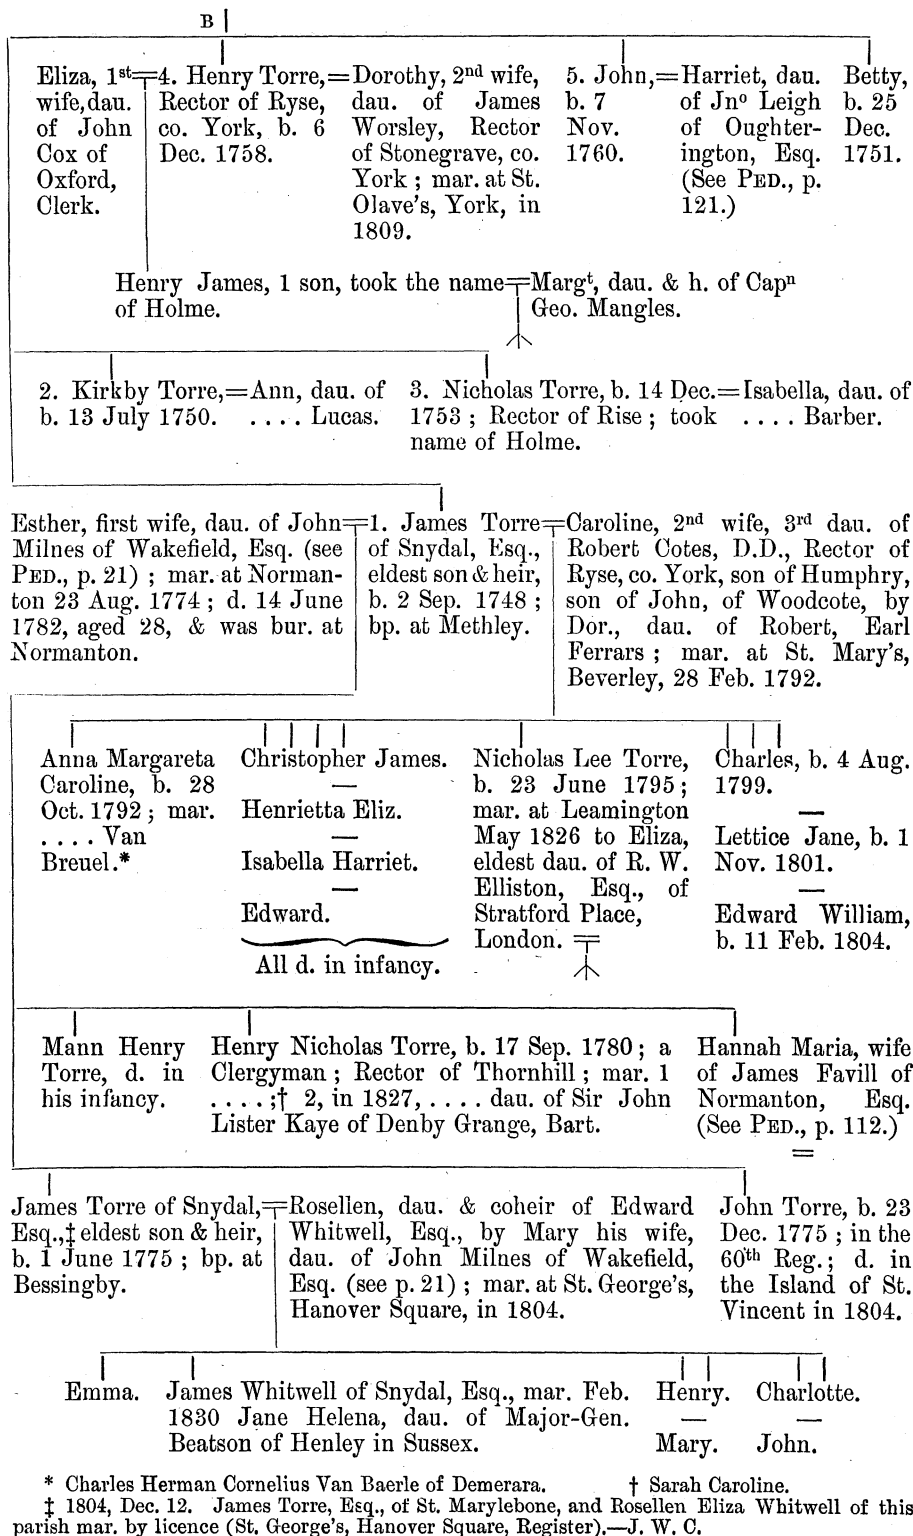 B
Eliza, 1st
wife, dau.
of John
Cox of
Oxford,
Clerk.
4. Henry Torre,=
Rector of Ryse,
co. York, b. 6
Dec. 1758.
Dorothy, 2nd wife,
dau. of James
Worsley, Rector
of Stonegrave, co.
York ; mar. at St.
Olave's, York, in
1809.
5. John,=
b. 7
Nov.
1760.
Harriet, dau.
of Jno Leigh
of Oughter-
ington, Esq.
(See PED., p.
121.)
Betty,
b. 25
Dec.
1751.
Henry James, 1 son, took the name
of Holme.
Margt, dau. & h. of Capn
Geo. Mangles.
2. Kirkby Torre,=
b. 13 July 1750.
Ann, dau. of
. . . . Lucas.
3. Nicholas Torre, b. 14 Dec.=
1753 ; Rector of Rise ; took
name of Holme.
Isabella, dau. of
. . . . Barber.
Esther, first wife, dau. of John
Milnes of Wakefield, Esq. (see
PED., p. 21) ; mar. at Norman-
ton 23 Aug. 1774 ; d. 14 June
1782, aged 28, & was bur. at
Normanton.
1. James Torre
of Snydal, Esq.,
eldest son & heir,
b. 2 Sep. 1748 ;
bp. at Methley.
Caroline, 2nd wife, 3rd dau. of
Robert Cotes, D.D., Rector of
Ryse, co. York, son of Humphry,
son of John, of Woodcote, by
Dor., dau. of Robert, Earl
Ferrars ; mar. at St. Mary's,
Beverley, 28 Feb. 1792.
Anna Margareta
Caroline, b. 28
Oct. 1792 ; mar.
. . . . Van
Breuel.*
Christopher James.
—
Henrietta Eliz.
—
Isabella Harriet.
—
Edward.
All d. in infancy.
Nicholas Lee Torre,
b. 23 June 1795 ;
mar. at Leamington
May 1826 to Eliza,
eldest dau. of R. W.
Elliston, Esq., of
Stratford Place,
London.
Charles, b. 4 Aug.
1799.
—
Lettice Jane, b. 1
Nov. 1801.
—
Edward William,
b. 11 Feb. 1804.
Mann Henry
Torre, d. in
his infancy.
Henry Nicholas Torre, b. 17 Sep. 1780 ; a
Clergyman ; Rector of Thornhill ; mar. 1
. . . . ;† 2, in 1827, . . . . dau. of Sir John
Lister Kaye of Denby Grange, Bart.
Hannah Maria, wife
of James Favill of
Normanton, Esq.
(See PED., p. 112.)
=
James Torre of Snydal,
Esq.,‡ eldest son & heir,
b. 1 June 1775 ; bp. at
Bessingby.
Rosellen, dau. & coheir of Edward
Whitwell, Esq., by Mary his wife,
dau. of John Milnes of Wakefield,
Esq. (see p. 21) ; mar. at St. George's,
Hanover Square, in 1804.
John Torre, b. 23
Dec. 1775 ; in the
60th Reg. ; d. in
the Island of St.
Vincent in 1804.
Emma.
James Whitwell of Snydal, Esq., mar. Feb.
1830 Jane Helena, dau. of Major-Gen.
Beatson of Henley in Sussex.
Henry.
—
Mary.
Charlotte.
—
John.
* Charles Herman Cornelius Van Baerle of Demerara. † Sarah Caroline.
‡ 1804, Dec. 12. James Torre, Esq., of St. Marylebone, and Rosellen Eliza Whitwell of this
parish mar. by licence (St. George's, Hanover Square, Register).—J. W. C.